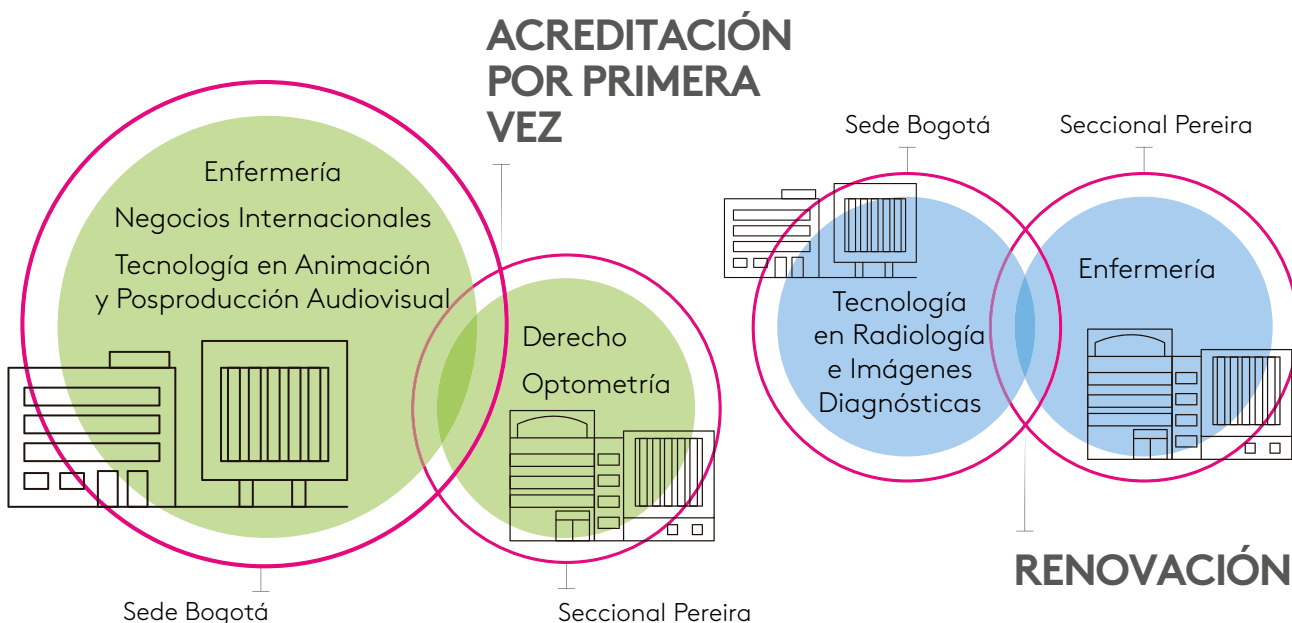 ACREDITACIÓN
POR PRIMERA
VEZ
Enfermería
Negocios Internacionales
Tecnología en Animación
y Posproducción Audiovisual
Derecho
Optometría
Sede Bogotá
Seccional Pereira
Sede Bogotá
Seccional Pereira
Tecnología
en Radiología
e Imágenes
Diagnósticas
Enfermería
RENOVACIÓN